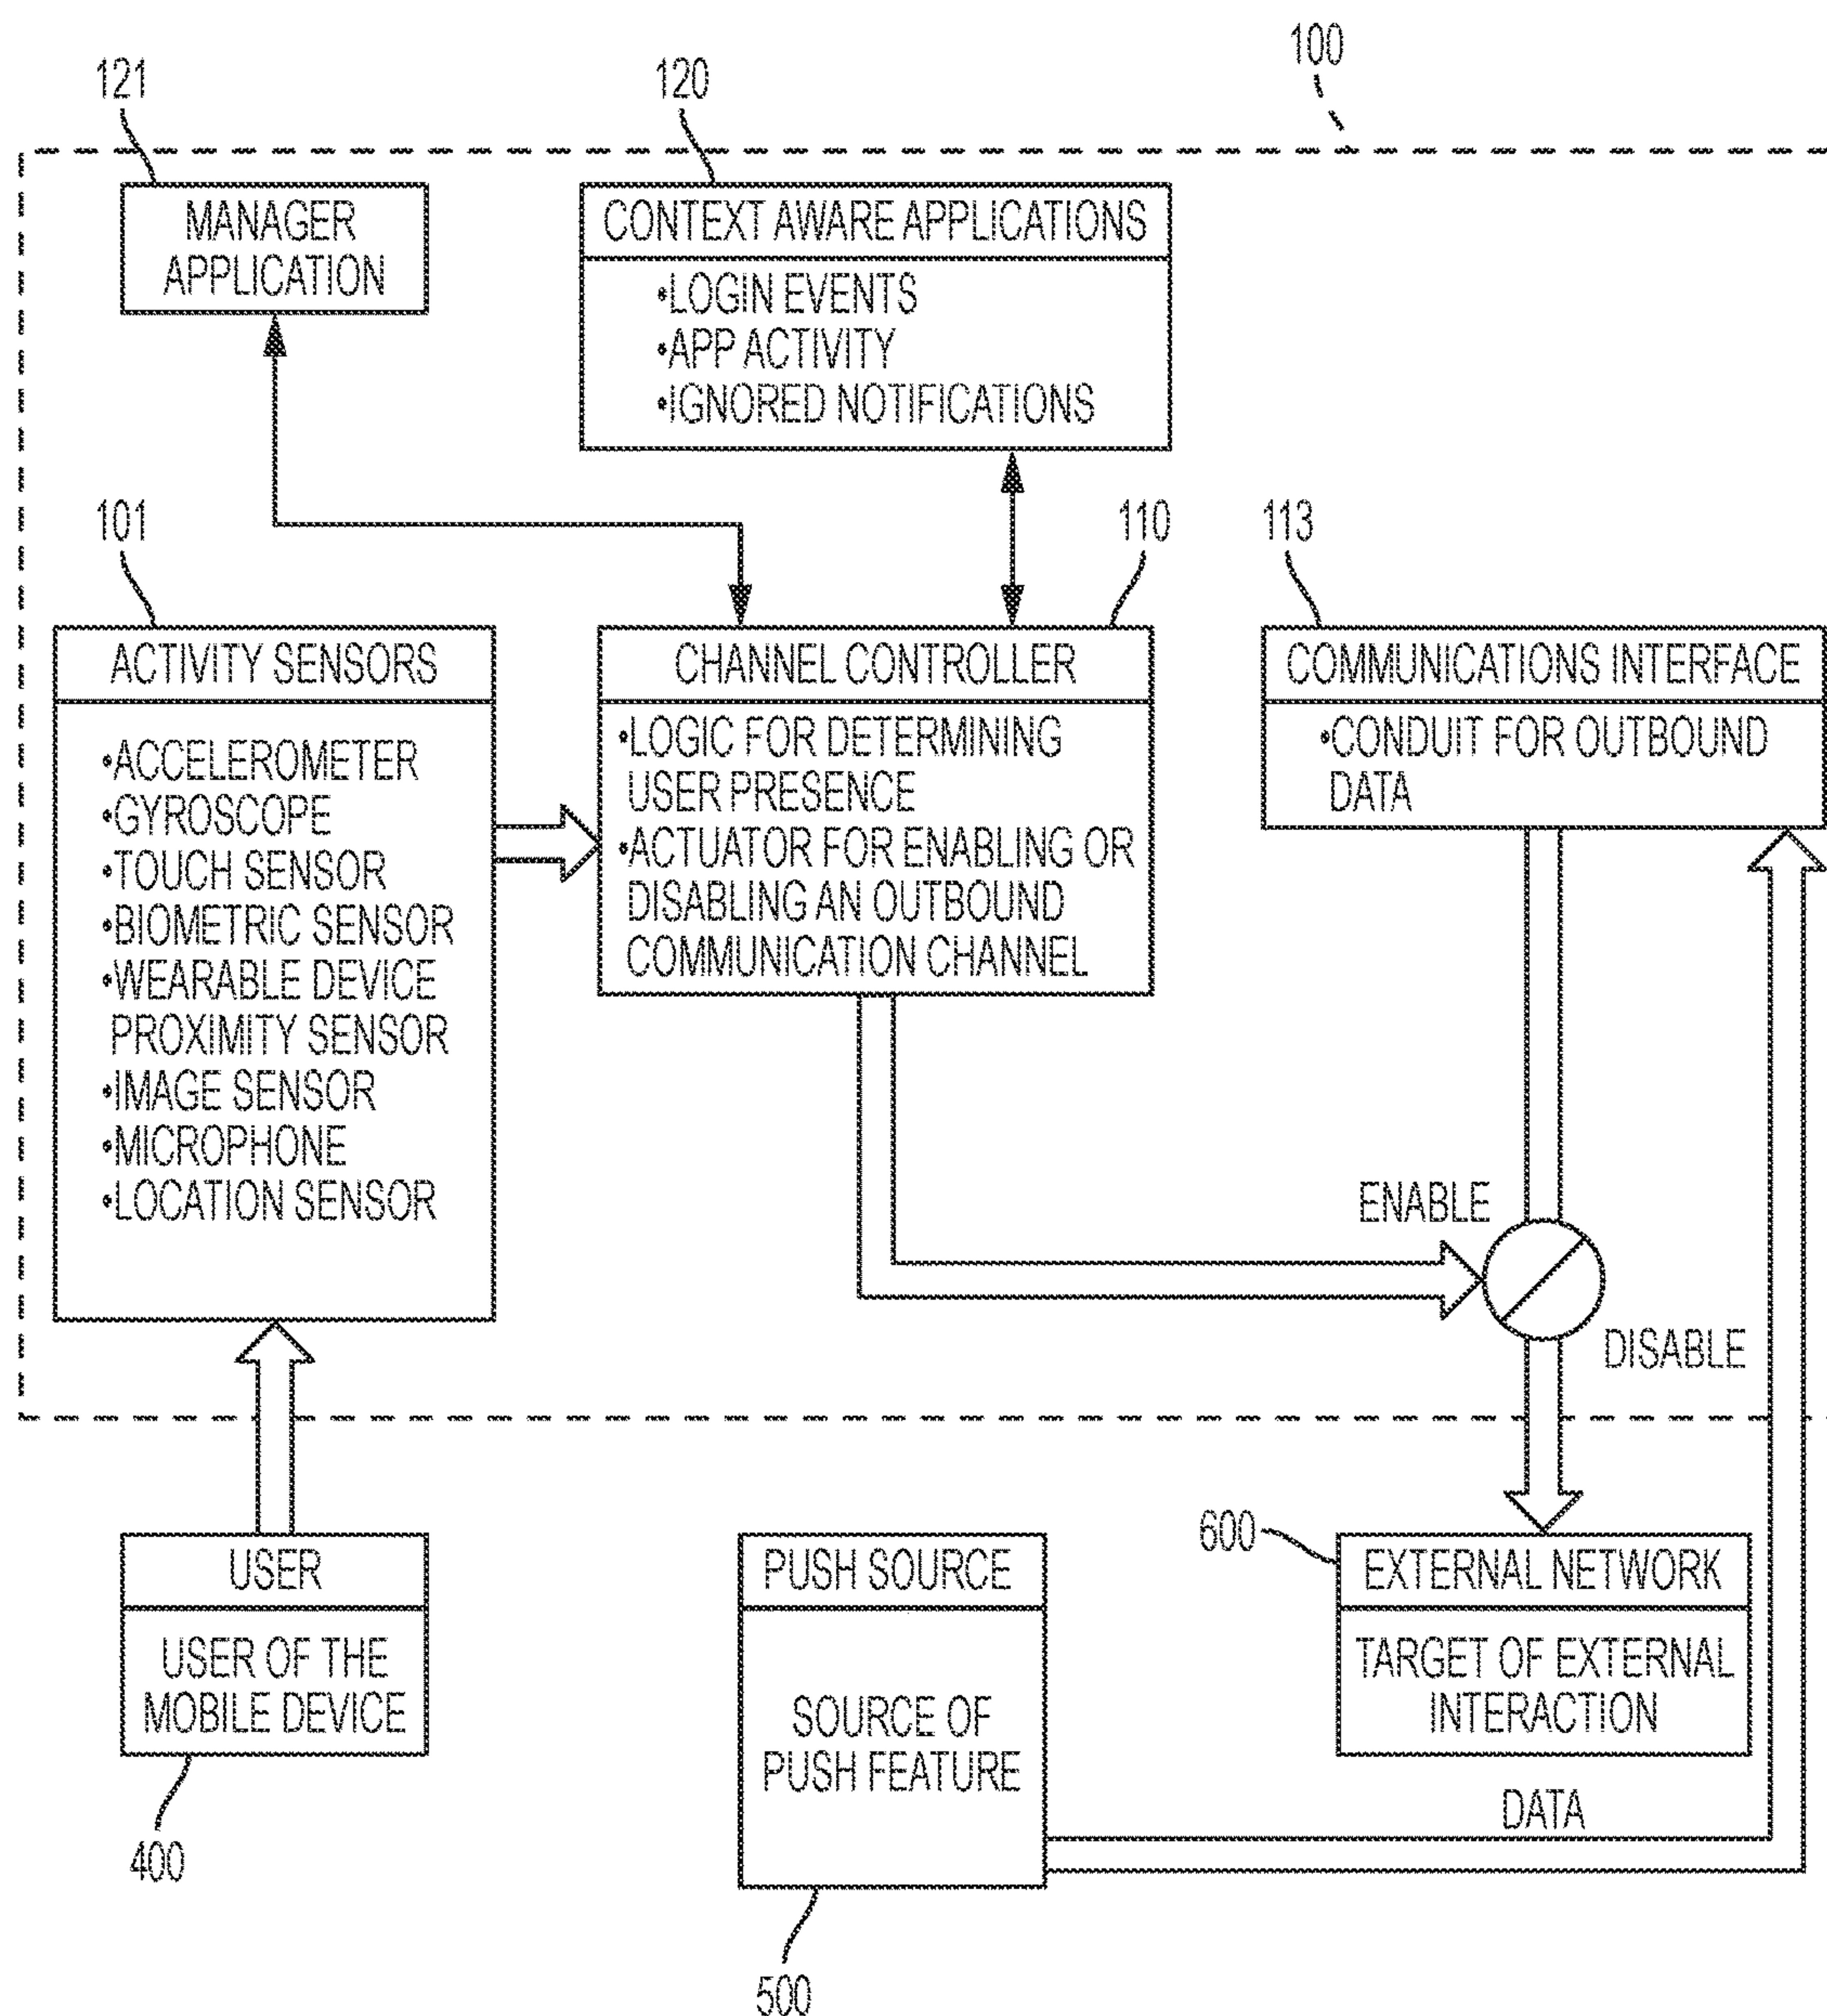 100
121
120
MANAGER
APPLICATION
CONTEXT AWARE APPLICATIONS
•LOGIN EVENTS
•APP ACTIVITY
•IGNORED NOTIFICATIONS
101
110
113
ACTIVITY SENSORS
•ACCELEROMETER
•GYROSCOPE
•TOUCH SENSOR
•BIOMETRIC SENSOR
•WEARABLE DEVICE
PROXIMITY SENSOR
•IMAGE SENSOR
•MICROPHONE
•LOCATION SENSOR
CHANNEL CONTROLLER
•LOGIC FOR DETERMINING
USER PRESENCE
•ACTUATOR FOR ENABLING OR
DISABLING AN OUTBOUND
COMMUNICATION CHANNEL
COMMUNICATIONS INTERFACE
•CONDUIT FOR OUTBOUND
DATA
ENABLE
DISABLE
USER
USER OF THE
MOBILE DEVICE
400
PUSH SOURCE
SOURCE OF
PUSH FEATURE
500
600
EXTERNAL NETWORK
TARGET OF EXTERNAL
INTERACTION
DATA